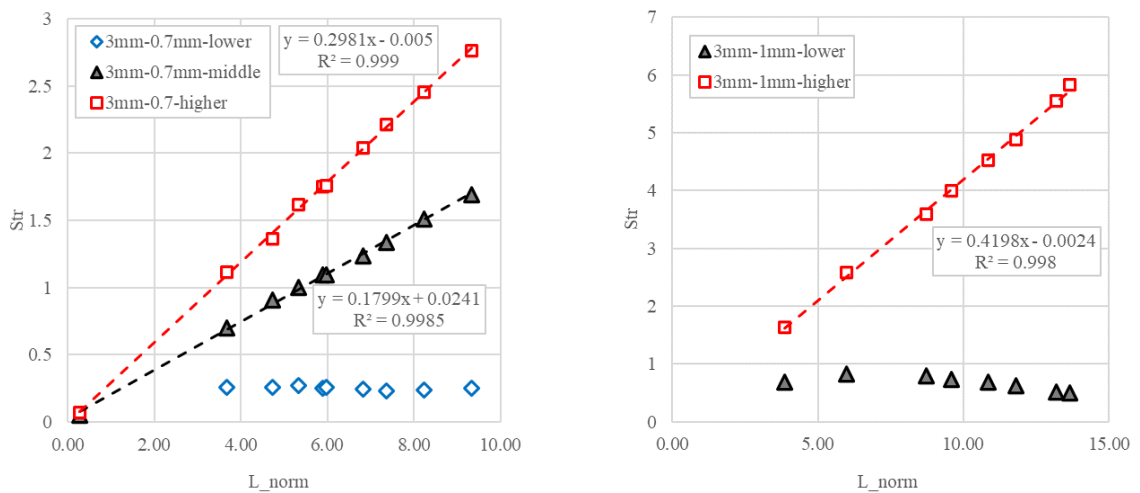 3
2.5
2
1.5
1
0.5
0
Str
3mm-0.7mm-lower
3mm-0.7mm-middle
3mm-0.7-higher
y = 0.2981x - 0.005
R² = 0.999
y = 0.1799x + 0.0241
R² = 0.9985
0.00 2.00 4.00 6.00 8.00 10.00
L_norm
7
6
5
4
3
2
1
0
Str
3mm-1mm-lower
3mm-1mm-higher
y = 0.4198x - 0.0024
R² = 0.998
0.00 5.00 10.00 15.00
L_norm